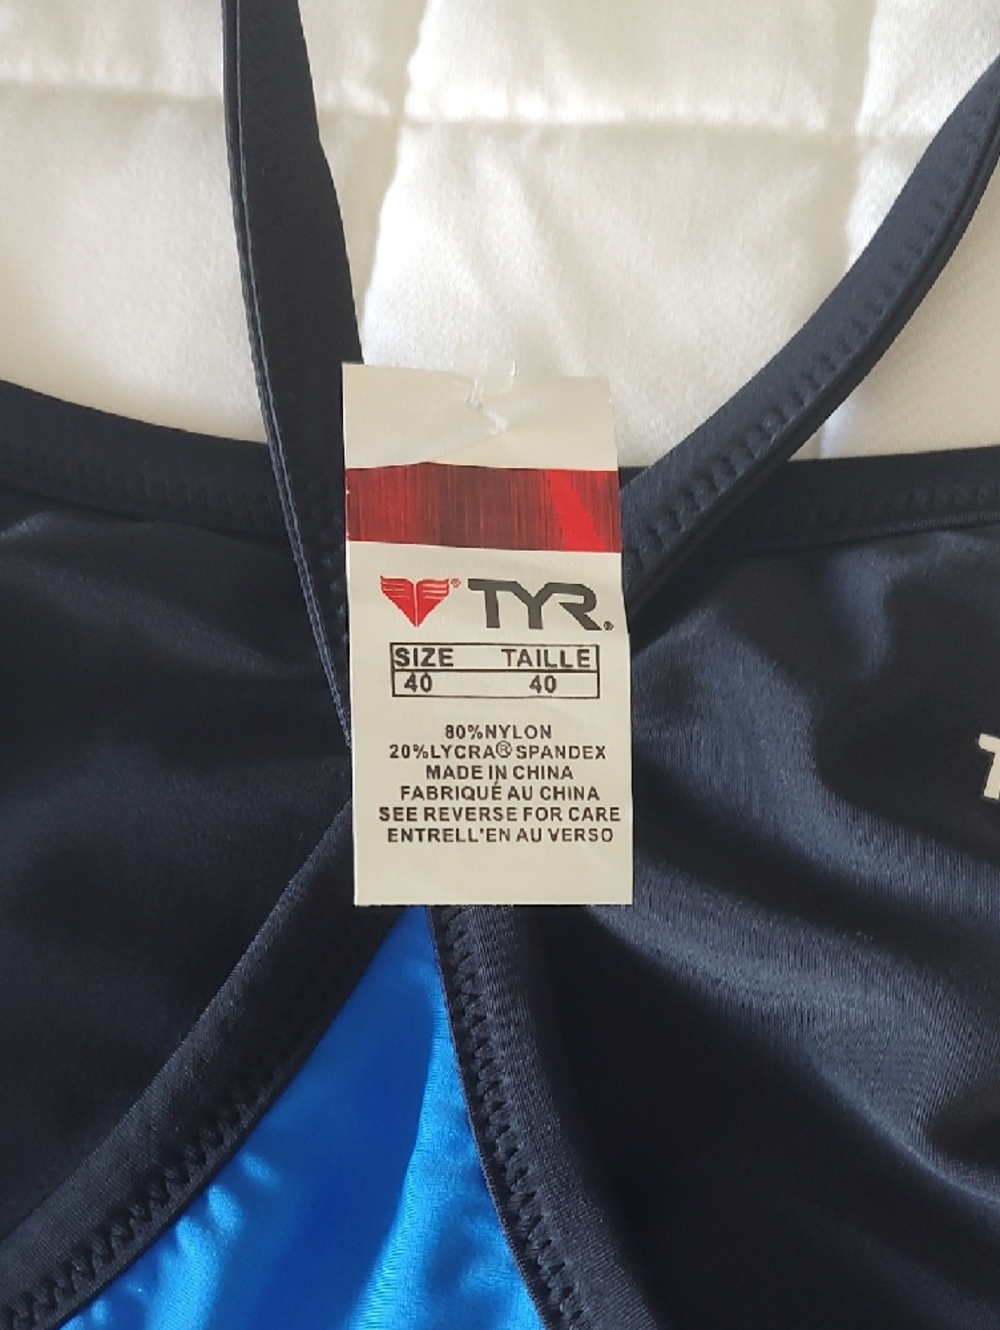 TYR
SIZE TAILLE
40 40
80%NYLON
20%LYCRA®SPANDEX
MADE IN CHINA
FABRIQUÉ AU CHINA
SEE REVERSE FOR CARE
ENTRELL'EN AU VERSO
T